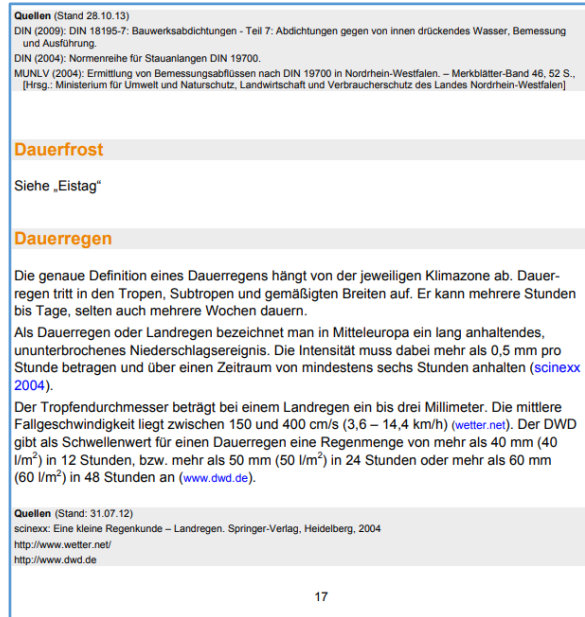 Quellen (Stand 28.10.13)
DIN (2009): DIN 18195-7: Bauwerksabdichtungen - Teil 7: Abdichtungen gegen von innen drückendes Wasser, Bemessung
und Ausführung.
DIN (2004): Normenreihe für Stauanlangen DIN 19700.
MUNLV (2004): Ermittlung von Bemessungsabflüssen nach DIN 19700 in Nordrhein-Westfalen. – Merkblätter-Band 46, 52 S.,
[Hrsg.: Ministerium für Umwelt und Naturschutz, Landwirtschaft und Verbraucherschutz des Landes Nordrhein-Westfalen]
Dauerfrost
Siehe „Eistag“
Dauerregen
Die genaue Definition eines Dauerregens hängt von der jeweiligen Klimazone ab. Dauer-
regen tritt in den Tropen, Subtropen und gemäßigten Breiten auf. Er kann mehrere Stunden
bis Tage, selten auch mehrere Wochen dauern.
Als Dauerregen oder Landregen bezeichnet man in Mitteleuropa ein lang anhaltendes,
ununterbrochenes Niederschlagsereignis. Die Intensität muss dabei mehr als 0,5 mm pro
Stunde betragen und über einen Zeitraum von mindestens sechs Stunden anhalten (scinexx
2004).
Der Tropfendurchmesser beträgt bei einem Landregen ein bis drei Millimeter. Die mittlere
Fallgeschwindigkeit liegt zwischen 150 und 400 cm/s (3,6 – 14,4 km/h) (wetter.net). Der DWD
gibt als Schwellenwert für einen Dauerregen eine Regenmenge von mehr als 40 mm (40
l/m²) in 12 Stunden, bzw. mehr als 50 mm (50 l/m²) in 24 Stunden oder mehr als 60 mm
(60 l/m²) in 48 Stunden an (www.dwd.de).
Quellen (Stand: 31.07.12)
scinexx: Eine kleine Regenkunde – Landregen. Springer-Verlag, Heidelberg, 2004
http://www.wetter.net/
http://www.dwd.de
17